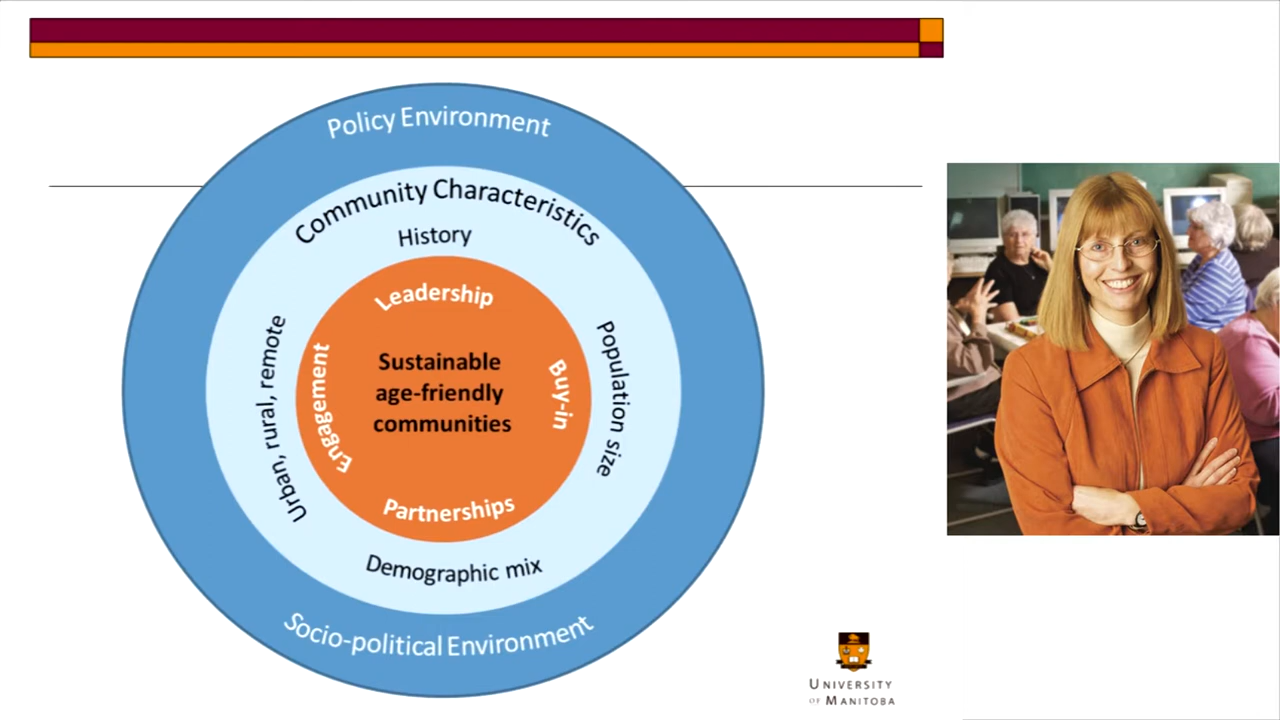 Policy Environment
Community Characteristics
History
Leadership
Urban, rural, remote
Engagement
Sustainable
age-friendly
communities
Buy-in
Population size
Partnerships
Demographic mix
Socio-political Environment
UNIVERSITY
OF MANITOBA